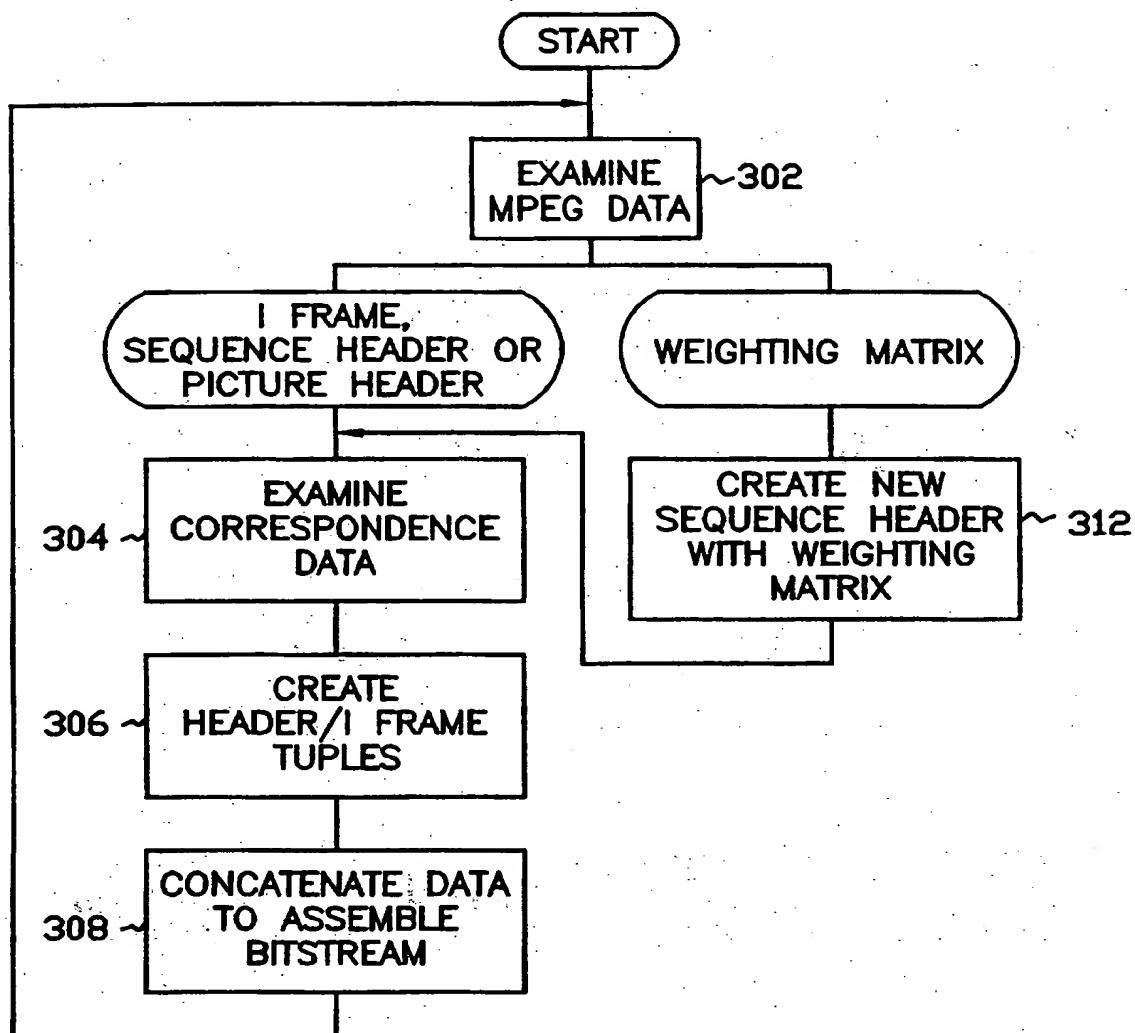 START
EXAMINE
MPEG DATA
302
I FRAME,
SEQUENCE HEADER OR
PICTURE HEADER
WEIGHTING MATRIX
304
EXAMINE
CORRESPONDENCE
DATA
CREATE NEW
SEQUENCE HEADER
WITH WEIGHTING
MATRIX
312
306
CREATE
HEADER/I FRAME
TUPLES
308
CONCATENATE DATA
TO ASSEMBLE
BITSTREAM